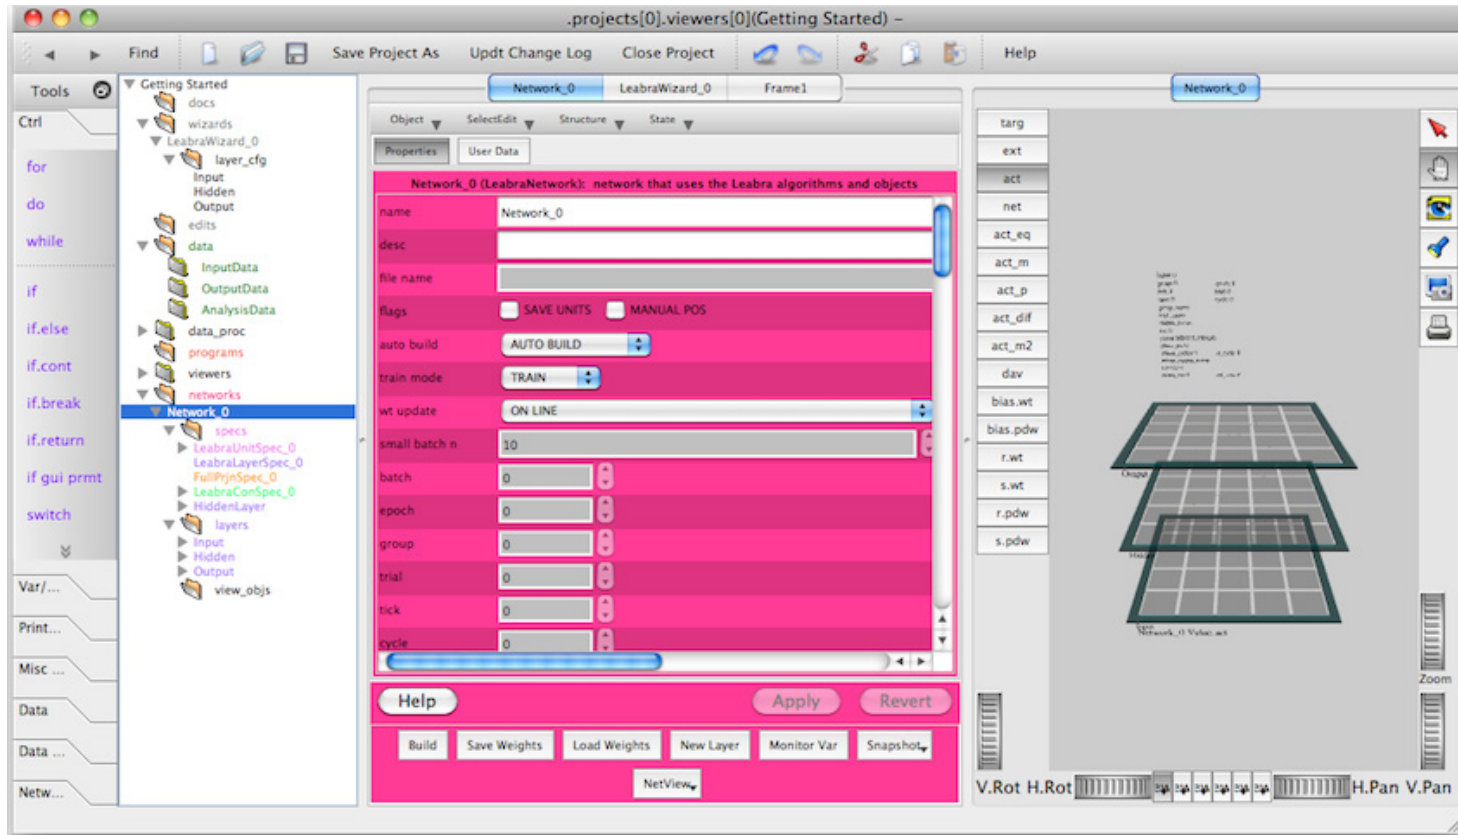 .projects[0].viewers[0](Getting Started) –
Find Save Project As Updt Change Log Close Project Help
Tools
Ctrl
for
do
while
if
if.else
if.cont
if.break
if.return
if gui prmt
switch
Var/...
Print...
Misc ...
Data
Data ...
Netw...
Getting Started
docs
wizards
LeabraWizard_0
layer_cfg
Input
Hidden
Output
edits
data
InputData
OutputData
AnalysisData
data_proc
programs
viewers
networks
Network_0
specs
LeabraUnitSpec_0
LeabraLayerSpec_0
FullPrjnSpec_0
LeabraConSpec_0
HiddenLayer
layers
Input
Hidden
Output
view_objs
Network_0 LeabraWizard_0 Frame1
Object SelectEdit Structure State
Properties User Data
Network_0 (LeabraNetwork): network that uses the Leabra algorithms and objects
name Network_0
desc
file name
flags SAVE UNITS MANUAL POS
auto build AUTO BUILD
train mode TRAIN
wt update ON LINE
small batch n 10
batch 0
epoch 0
group 0
trial 0
tick 0
cycle 0
Help Apply Revert
Build Save Weights Load Weights New Layer Monitor Var Snapshot
NetView
Network_0
targ
ext
act
net
act_eq
act_m
act_p
act_dif
act_m2
dav
bias.wt
bias.pdw
r.wt
s.wt
r.pdw
s.pdw
Output
Hidden
Input
Network_0 Value: act
Zoom
V.Rot H.Rot H.Pan V.Pan